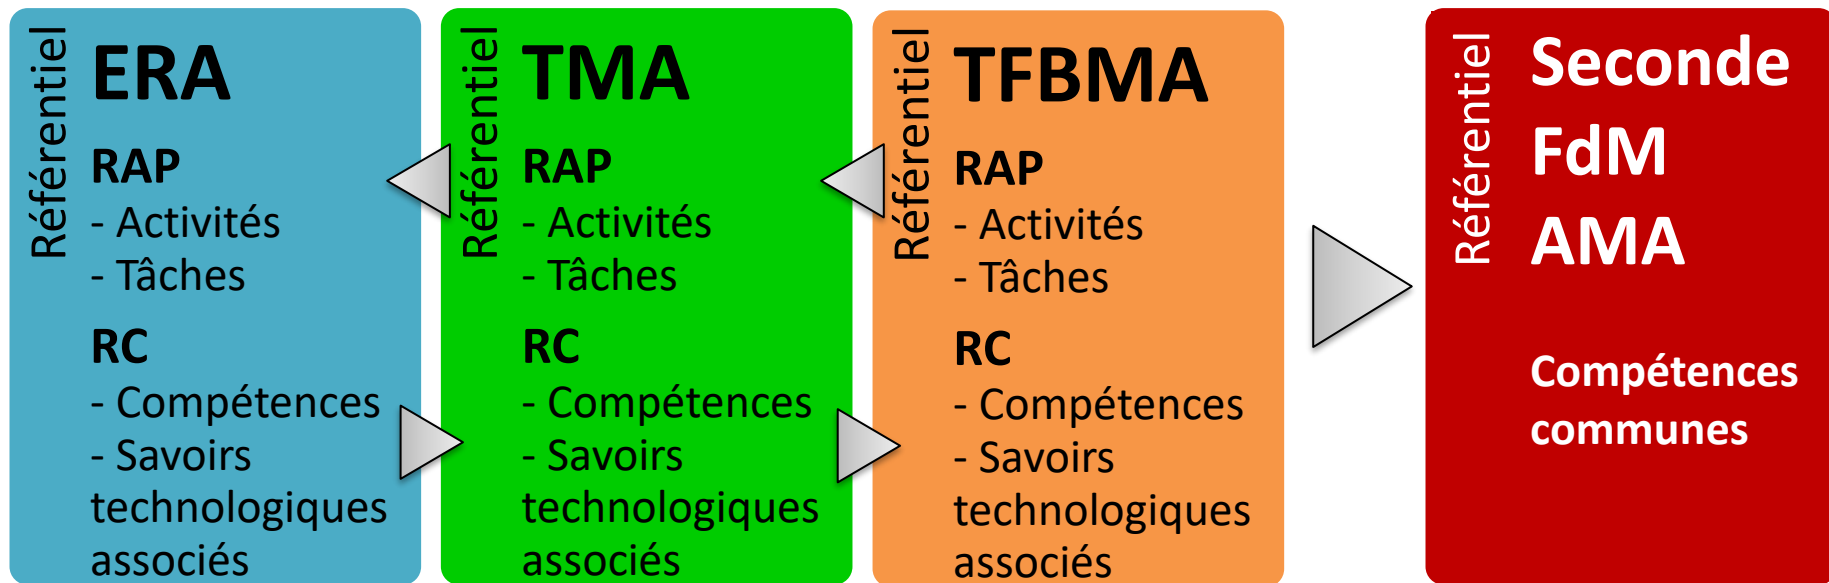 Référentiel
ERA
RAP
- Activités
- Tâches
RC
- Compétences
- Savoirs
technologiques
associés
Référentiel
TMA
RAP
- Activités
- Tâches
RC
- Compétences
- Savoirs
technologiques
associés
Référentiel
TFBMA
RAP
- Activités
- Tâches
RC
- Compétences
- Savoirs
technologiques
associés
Référentiel
Seconde
FdM
AMA
Compétences
communes